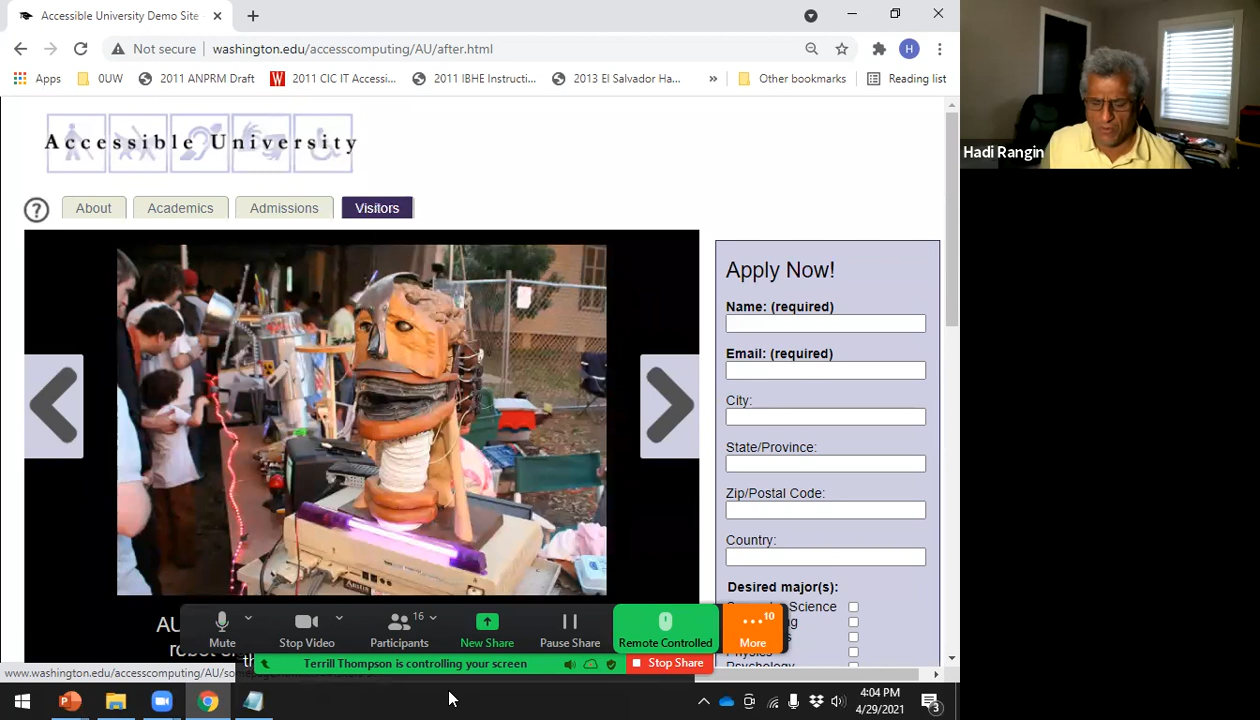 Accessible University Demo Site
Not secure
washington.edu/accesscomputing/AU/after.html
H
Apps
0UW
2011 ANPRM Draft
2011 CIC IT Accessi...
2011 IBHE Instructi...
2013 El Salvador Ha...
»
Other bookmarks
Reading list
Accessible University
Hadi Rangin
?
About
Academics
Admissions
Visitors
Apply Now!
Name: (required)
Email: (required)
City:
State/Province:
Zip/Postal Code:
Country:
Desired major(s):
Science
Physics
Psychology
AU
Mute
Stop Video
16
Participants
New Share
Pause Share
Remote Controlled
10
More
Terrill Thompson is controlling your screen
Stop Share
www.washington.edu/accesscomputing/AU/som
4:04 PM
4/29/2021
3